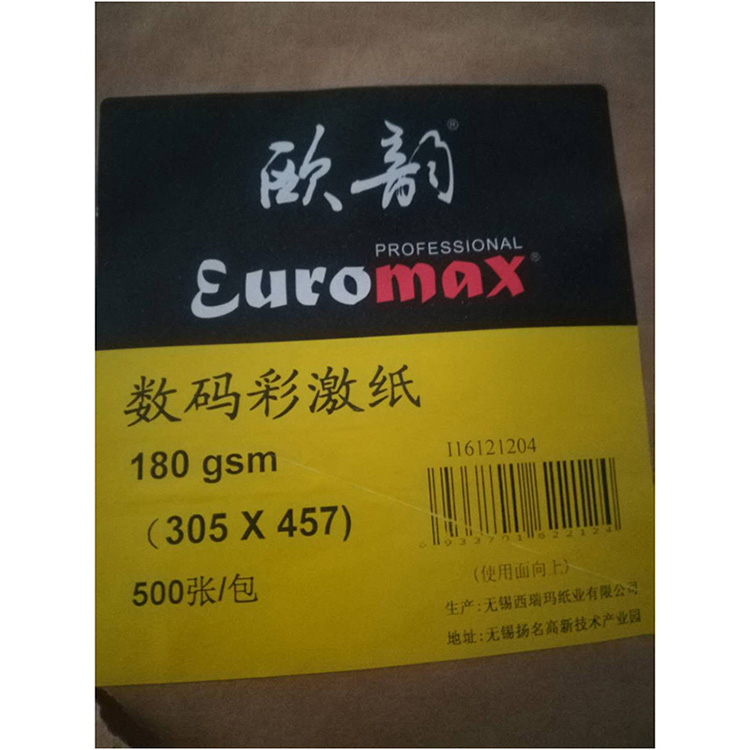 欧韵®
PROFESSIONAL
Euromax®
数码彩激纸
180 gsm
（305 X 457)
500张/包
I16121204
6933701622124
(使用面向上)
生产:无锡西瑞玛纸业有限公司
地址:无锡扬名高新技术产业园